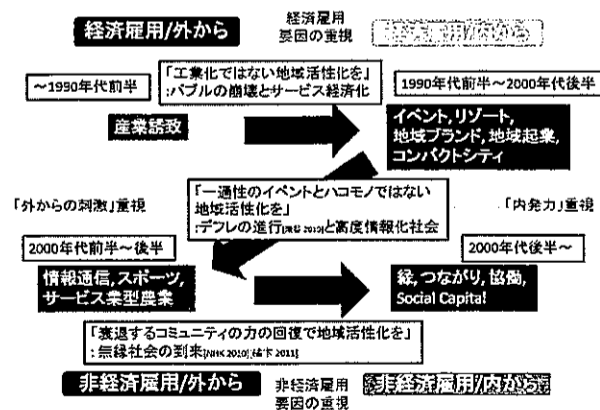 経済雇用/外から
経済雇用
要因の重視
経済雇用/内から
~1990年代前半
「工業化ではない地域活性化を」
:バブルの崩壊とサービス経済化
1990年代前半~2000年代後半
産業誘致
イベント,リゾート,
地域ブランド,地域起業,
コンパクトシティ
「外からの刺激」重視
「一過性のイベントとハコモノではない
地域活性化を」
:デフレの進行 2010]と高度情報化社会
「内発力」重視
2000年代前半~後半
2000年代後半~
情報通信,スポーツ,
サービス業型農業
縁,つながり,協働,
Social Capital
「衰退するコミュニティの力の回復で地域活性化を」
:無縁社会の到来[NHK 2010][橘木 2011]
非経済雇用/外から
非経済雇用
要因の重視
非経済雇用/内から